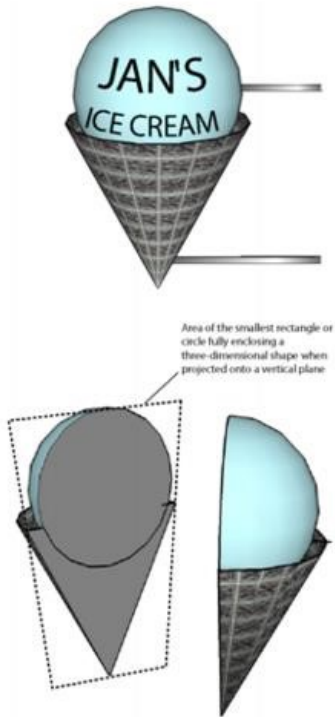 JAN'S
ICE CREAM
Area of the smallest rectangle or
circle fully enclosing a
three-dimensional shape when
projected onto a vertical plane